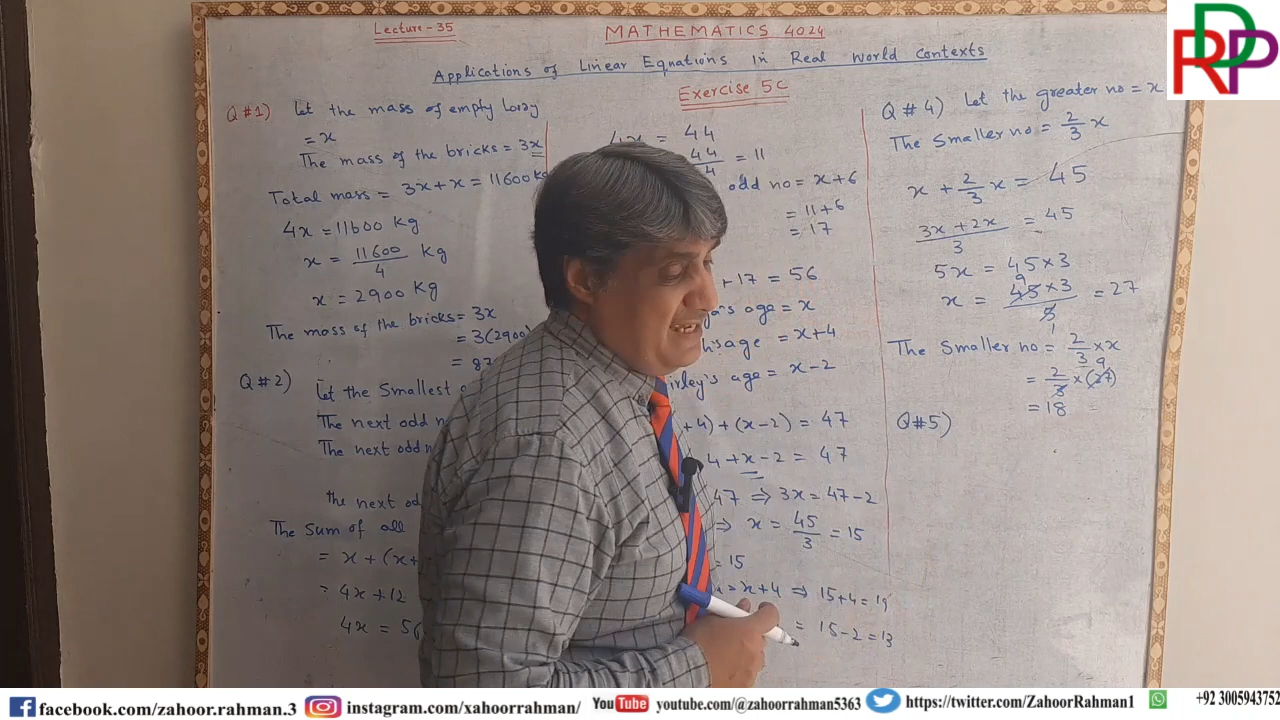 Lecture-35
MATHEMATICS 4024
RDP
Applications of Linear Equations in Real World Contexts
Exercise 5C
Q#1) Let the mass of empty lorry
= x
The mass of the bricks = 3x
Total mass = 3x + x = 11600 kg
4x = 11600 kg
x = 11600/4 kg
x = 2900 kg
The mass of the bricks = 3x
= 3(2900)
= 87
Q#2) Let the Smallest
The next odd
The next odd
the next
The Sum of all
= x + (x+
= 4x + 12
4x = 56
4x = 44
44/4 = 11
odd no = x+6
= 11+6
= 17
+ 17 = 56
age = x
age = x+4
age = x-2
+ 4) + (x-2) = 47
4 + x - 2 = 47
47 ⇒ 3x = 47-2
⇒ x = 45/3 = 15
= 15
= x+4 ⇒ 15+4 = 19
= 15-2 = 13
Q#4) Let the greater no = x
The Smaller no = 2/3 x
x + 2/3 x = 45
3x + 2x/3 = 45
5x = 45×3
x = 45×3/5 = 27
9
1
The Smaller no = 2/3 × x
= 2/3 × (27)
9
= 18
Q#5)
facebook.com/zahoor.rahman.3
instagram.com/xahoorrahman/
YouTube youtube.com/@zahoorrahman5363
https://twitter.com/ZahoorRahman1
+92 3005943752